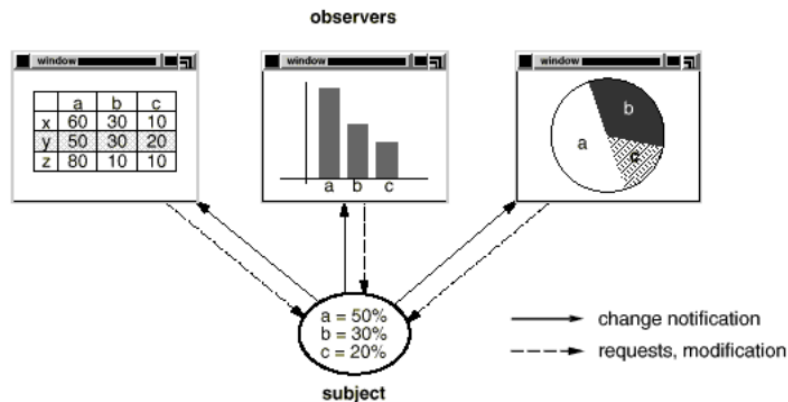 observers
window
window
window
a b c
x 60 30 10
y 50 30 20
z 80 10 10
a b c
a
b
c
a = 50%
b = 30%
c = 20%
subject
change notification
requests, modification